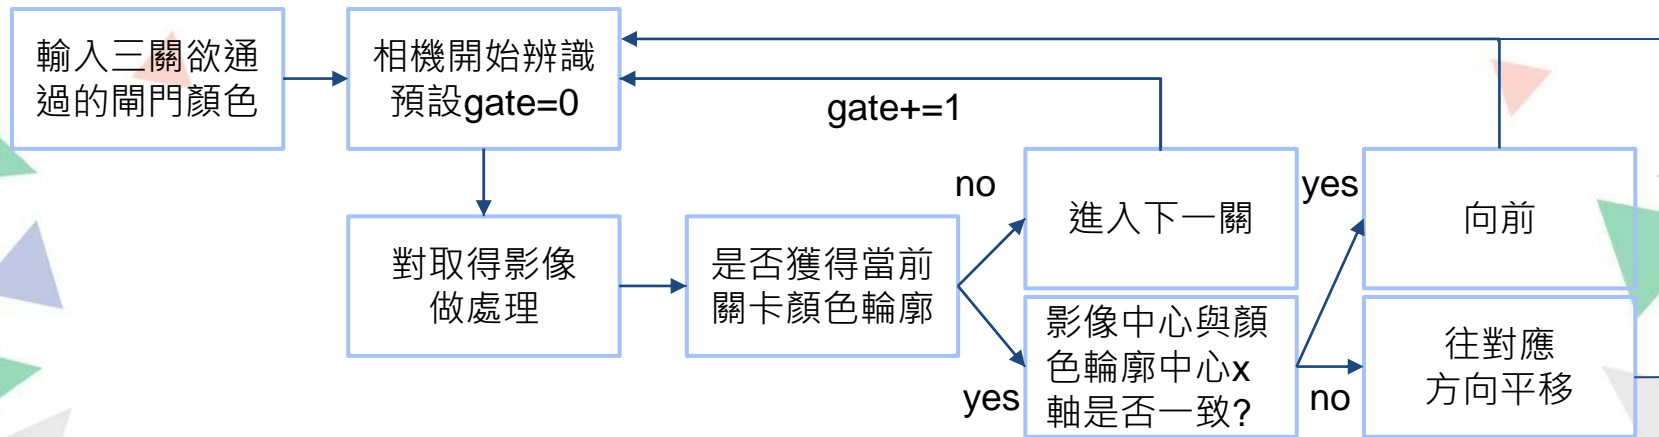 輸入三關欲通
過的閘門顏色
相機開始辨識
預設gate=0
gate+=1
對取得影像
做處理
是否獲得當前
關卡顏色輪廓
no
進入下一關
yes
影像中心與顏
色輪廓中心x
軸是否一致?
yes
向前
no
往對應
方向平移